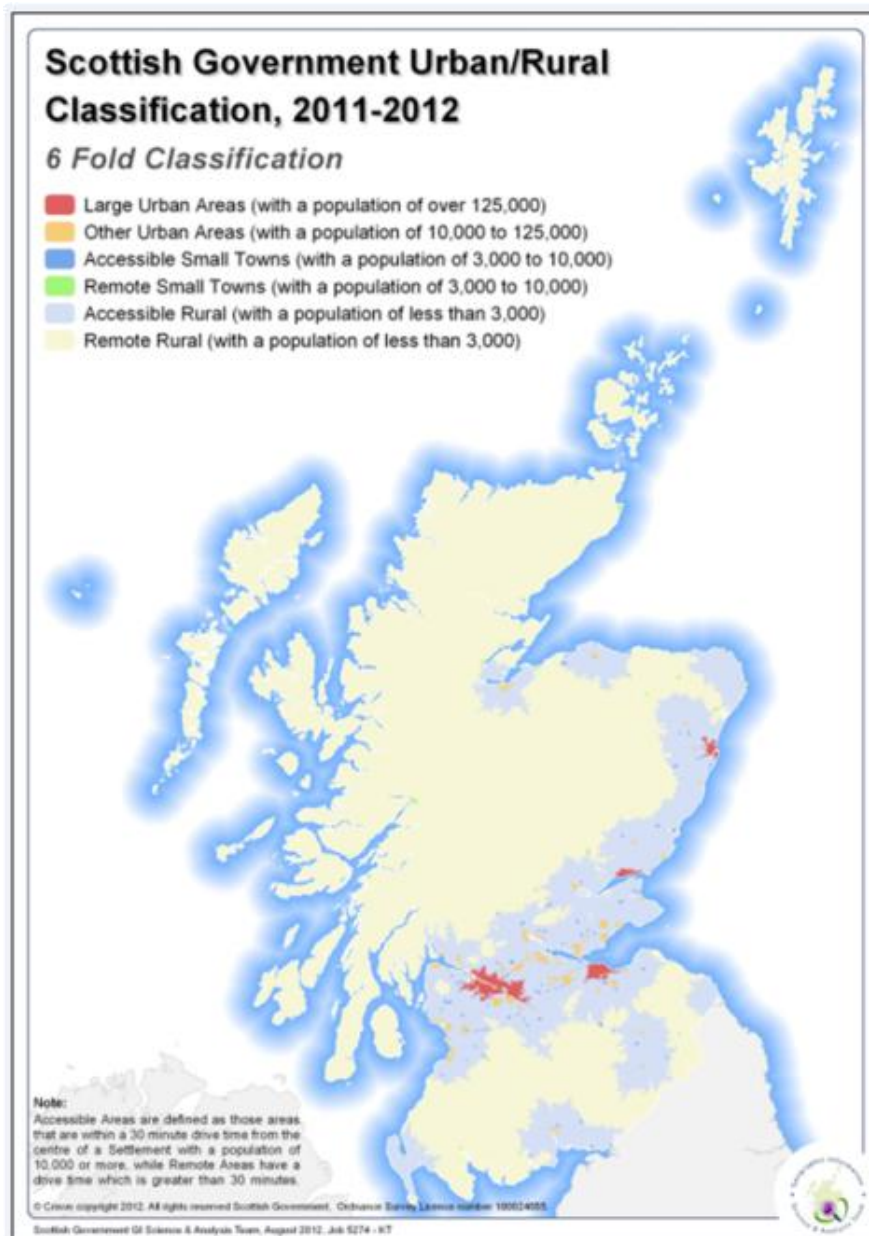 Scottish Government Urban/Rural
Classification, 2011-2012
6 Fold Classification
Large Urban Areas (with a population of over 125,000)
Other Urban Areas (with a population of 10,000 to 125,000)
Accessible Small Towns (with a population of 3,000 to 10,000)
Remote Small Towns (with a population of 3,000 to 10,000)
Accessible Rural (with a population of less than 3,000)
Remote Rural (with a population of less than 3,000)
Note:
Accessible Areas are defined as those areas
that are within a 30 minute drive time from the
centre of a Settlement with a population of
10,000 or more, while Remote Areas have a
drive time which is greater than 30 minutes.
© Crown copyright 2012. All rights reserved Scottish Government. Ordnance Survey Licence number
Scottish Government GI Science & Analysis Team, August 2012, Job 5274 - KT